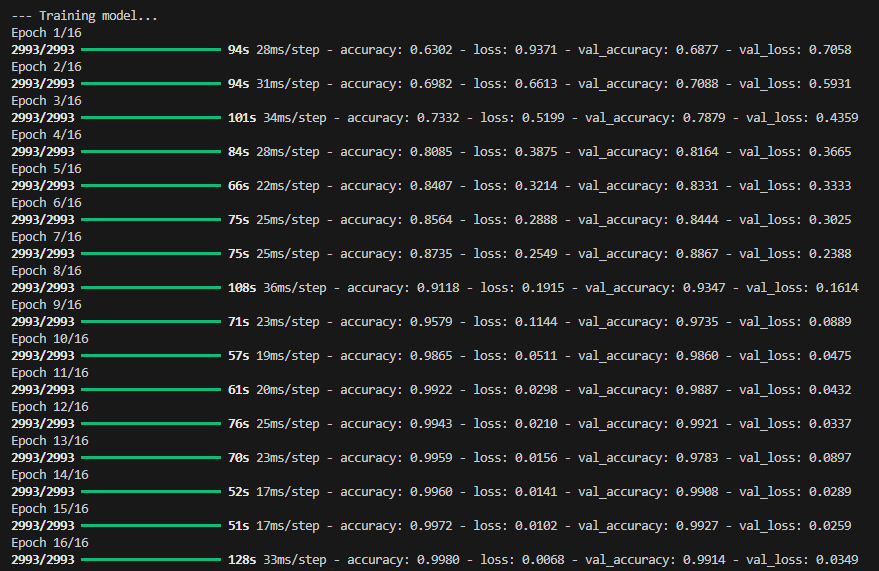 --- Training model...
Epoch 1/16
2993/2993 94s 28ms/step - accuracy: 0.6302 - loss: 0.9371 - val_accuracy: 0.6877 - val_loss: 0.7058
Epoch 2/16
2993/2993 94s 31ms/step - accuracy: 0.6982 - loss: 0.6613 - val_accuracy: 0.7088 - val_loss: 0.5931
Epoch 3/16
2993/2993 101s 34ms/step - accuracy: 0.7332 - loss: 0.5199 - val_accuracy: 0.7879 - val_loss: 0.4359
Epoch 4/16
2993/2993 84s 28ms/step - accuracy: 0.8085 - loss: 0.3875 - val_accuracy: 0.8164 - val_loss: 0.3665
Epoch 5/16
2993/2993 66s 22ms/step - accuracy: 0.8407 - loss: 0.3214 - val_accuracy: 0.8331 - val_loss: 0.3333
Epoch 6/16
2993/2993 75s 25ms/step - accuracy: 0.8564 - loss: 0.2888 - val_accuracy: 0.8444 - val_loss: 0.3025
Epoch 7/16
2993/2993 75s 25ms/step - accuracy: 0.8735 - loss: 0.2549 - val_accuracy: 0.8867 - val_loss: 0.2388
Epoch 8/16
2993/2993 108s 36ms/step - accuracy: 0.9118 - loss: 0.1915 - val_accuracy: 0.9347 - val_loss: 0.1614
Epoch 9/16
2993/2993 71s 23ms/step - accuracy: 0.9579 - loss: 0.1144 - val_accuracy: 0.9735 - val_loss: 0.0889
Epoch 10/16
2993/2993 57s 19ms/step - accuracy: 0.9865 - loss: 0.0511 - val_accuracy: 0.9860 - val_loss: 0.0475
Epoch 11/16
2993/2993 61s 20ms/step - accuracy: 0.9922 - loss: 0.0298 - val_accuracy: 0.9887 - val_loss: 0.0432
Epoch 12/16
2993/2993 76s 25ms/step - accuracy: 0.9943 - loss: 0.0210 - val_accuracy: 0.9921 - val_loss: 0.0337
Epoch 13/16
2993/2993 70s 23ms/step - accuracy: 0.9959 - loss: 0.0156 - val_accuracy: 0.9783 - val_loss: 0.0897
Epoch 14/16
2993/2993 52s 17ms/step - accuracy: 0.9960 - loss: 0.0141 - val_accuracy: 0.9908 - val_loss: 0.0289
Epoch 15/16
2993/2993 51s 17ms/step - accuracy: 0.9972 - loss: 0.0102 - val_accuracy: 0.9927 - val_loss: 0.0259
Epoch 16/16
2993/2993 128s 33ms/step - accuracy: 0.9980 - loss: 0.0068 - val_accuracy: 0.9914 - val_loss: 0.0349